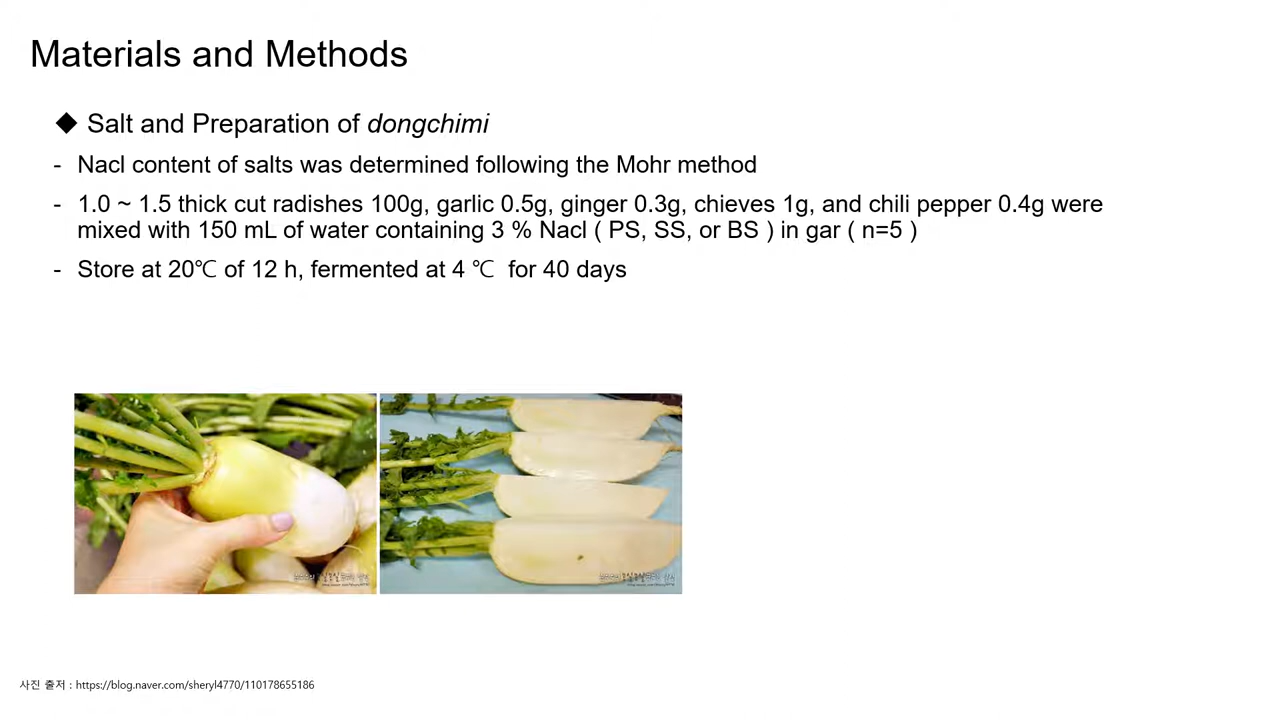 Materials and Methods
◆ Salt and Preparation of dongchimi
- Nacl content of salts was determined following the Mohr method
- 1.0 ~ 1.5 thick cut radishes 100g, garlic 0.5g, ginger 0.3g, chieves 1g, and chili pepper 0.4g were
mixed with 150 mL of water containing 3 % Nacl ( PS, SS, or BS ) in gar ( n=5 )
- Store at 20℃ of 12 h, fermented at 4 ℃ for 40 days
사진 출처 : https://blog.naver.com/sheryl4770/110178655186